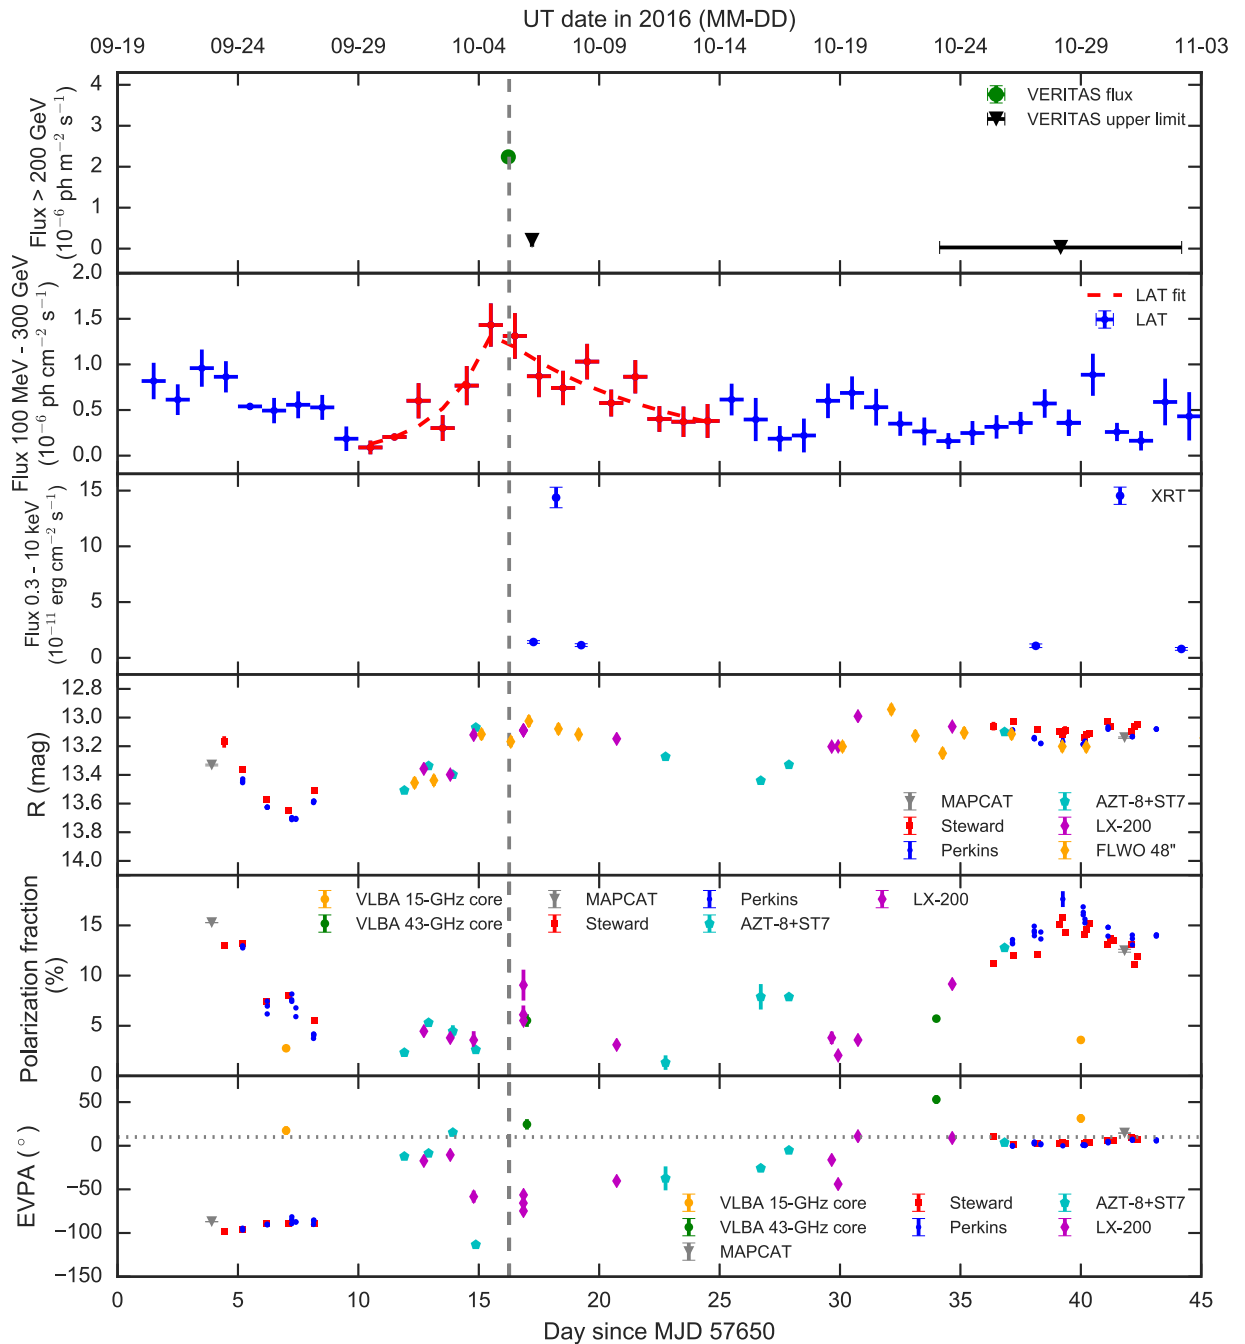 UT date in 2016 (MM-DD)
09-19 09-24 09-29 10-04 10-09 10-14 10-19 10-24 10-29 11-03
Flux > 200 GeV
(10⁻⁶ ph m⁻² s⁻¹)
4
3
2
1
0
VERITAS flux
VERITAS upper limit
Flux 100 MeV - 300 GeV
(10⁻⁶ ph cm⁻² s⁻¹)
2.0
1.5
1.0
0.5
0.0
LAT fit
LAT
Flux 0.3 - 10 keV
(10⁻¹¹ erg cm⁻² s⁻¹)
15
10
5
0
XRT
R (mag)
12.8
13.0
13.2
13.4
13.6
13.8
14.0
MAPCAT AZT-8+ST7
Steward LX-200
Perkins FLWO 48"
Polarization fraction
(%)
15
10
5
0
VLBA 15-GHz core MAPCAT Perkins LX-200
VLBA 43-GHz core Steward AZT-8+ST7
EVPA (°)
50
0
−50
−100
−150
VLBA 15-GHz core Steward AZT-8+ST7
VLBA 43-GHz core Perkins LX-200
MAPCAT
0 5 10 15 20 25 30 35 40 45
Day since MJD 57650